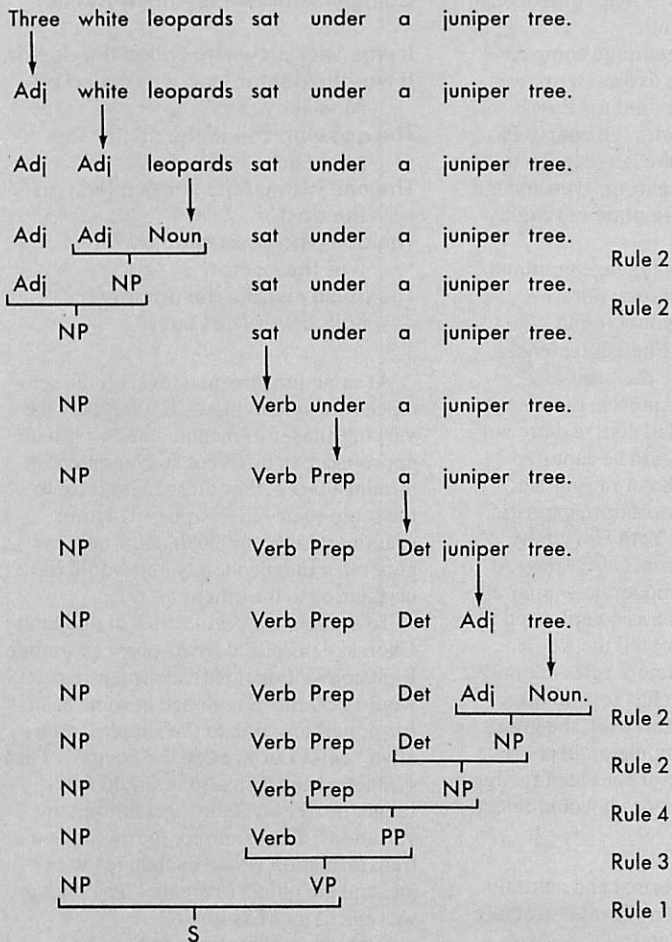 Three white leopards sat under a juniper tree.
Adj white leopards sat under a juniper tree.
Adj Adj leopards sat under a juniper tree.
Adj Adj Noun sat under a juniper tree.
Rule 2
Adj NP sat under a juniper tree.
Rule 2
NP sat under a juniper tree.
NP Verb under a juniper tree.
NP Verb Prep a juniper tree.
NP Verb Prep Det juniper tree.
NP Verb Prep Det Adj tree.
NP Verb Prep Det Adj Noun.
Rule 2
NP Verb Prep Det NP
Rule 2
NP Verb Prep NP
Rule 4
NP Verb PP
Rule 3
NP VP
Rule 1
S